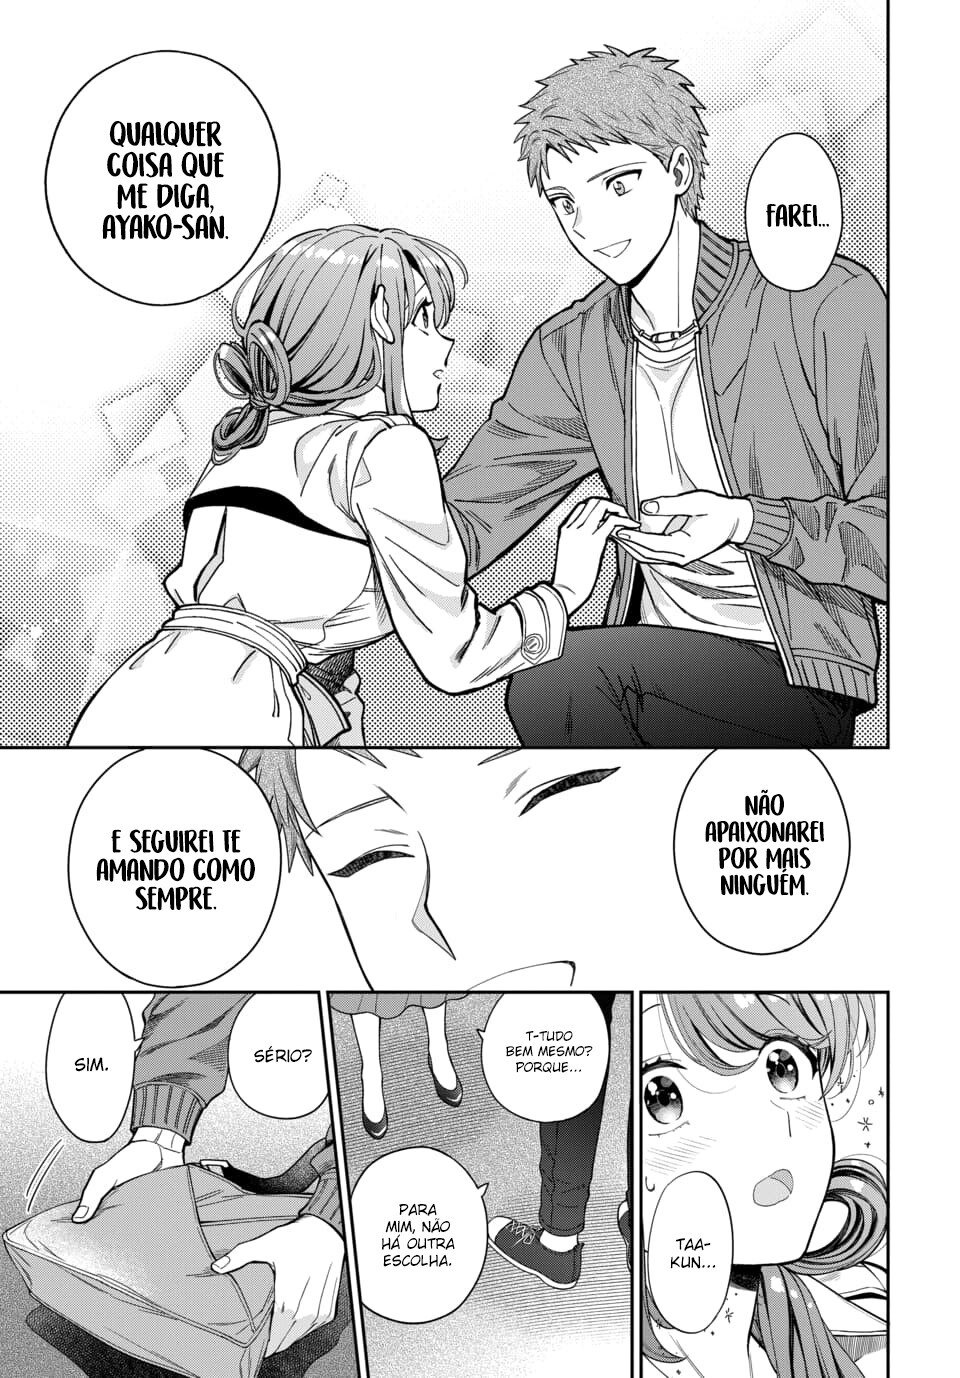 FAREI...
QUALQUER
COISA QUE
ME DIGA,
AYAKO-SAN.
NÃO
APAIXONAREI
POR MAIS
NINGUÉM.
E SEGUIREI TE
AMANDO COMO
SEMPRE.
TAA-
KUN...
T-TUDO
BEM MESMO?
PORQUE...
PARA
MIM, NÃO
HÁ OUTRA
ESCOLHA.
SÉRIO?
SIM.